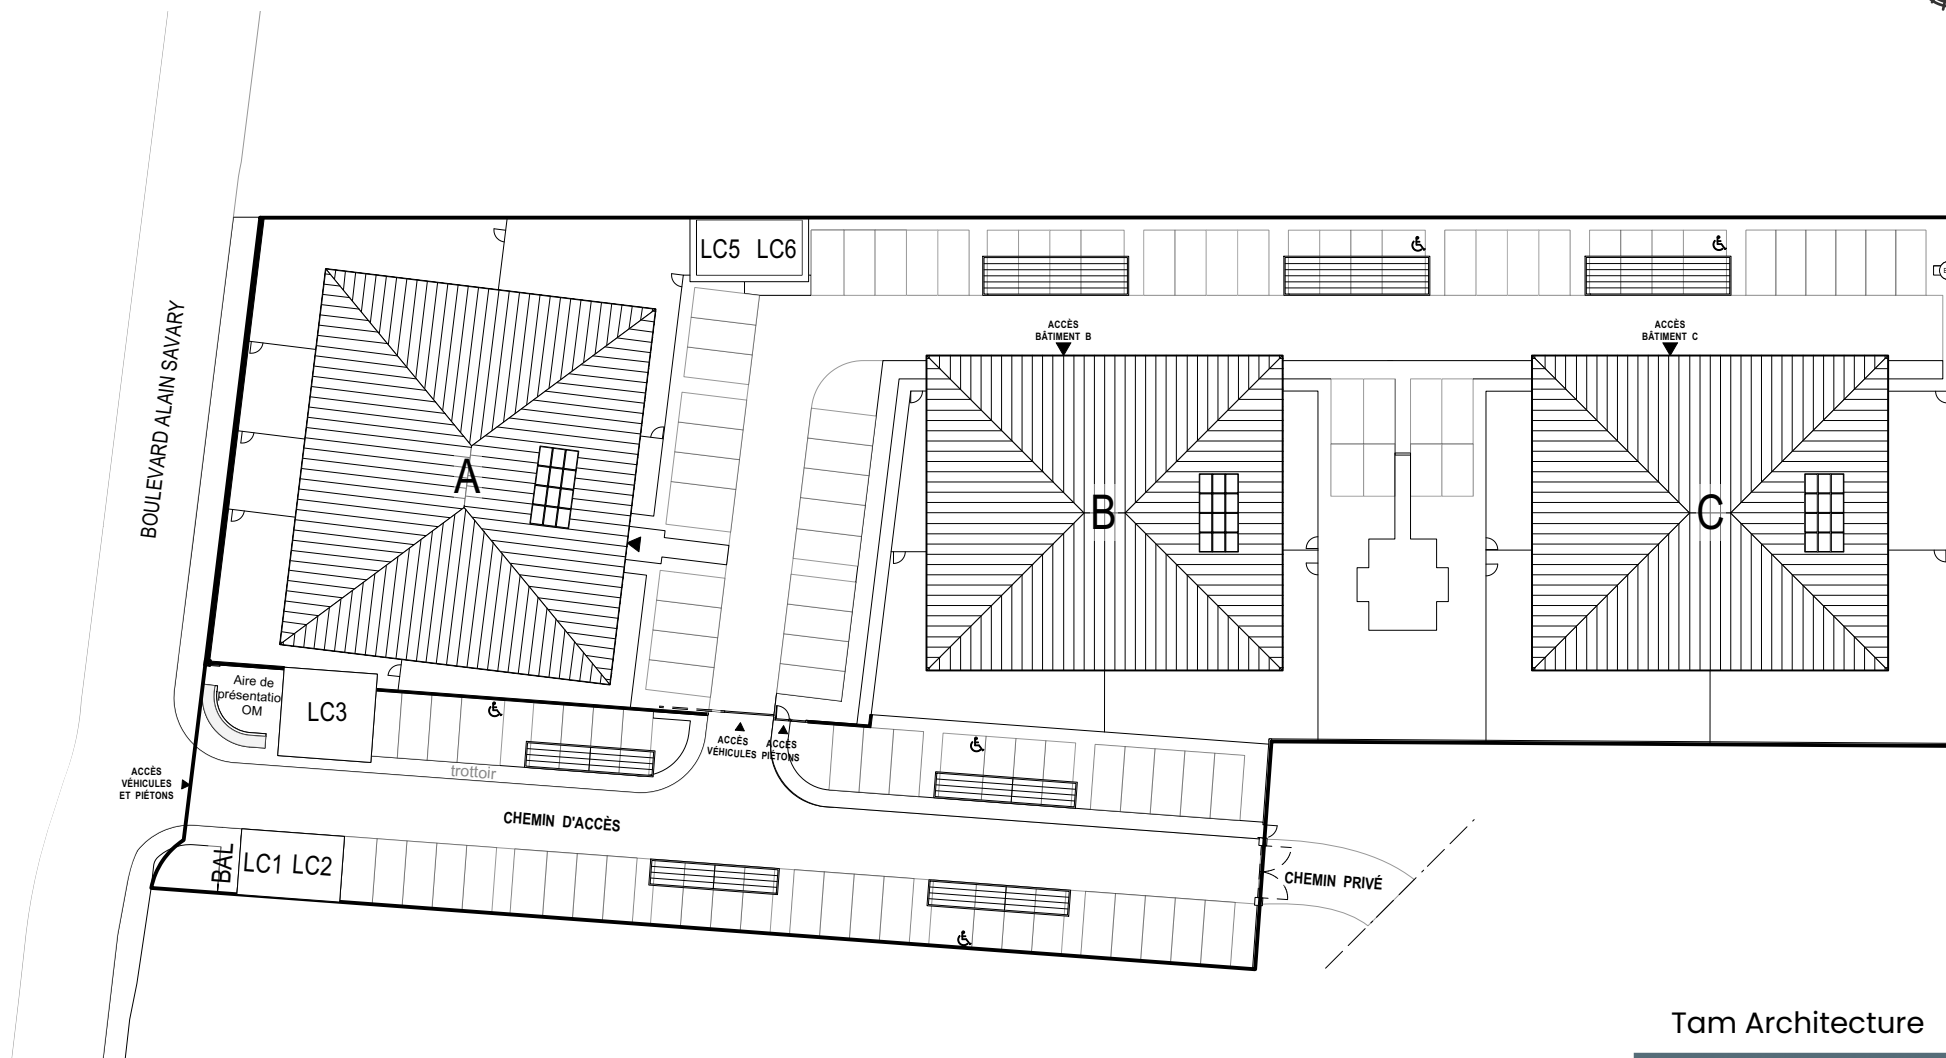 LC5 LC6
ACCÈS
BÂTIMENT B
ACCÈS
BÂTIMENT C
BOULEVARD ALAIN SAVARY
A
B
C
Aire de
présentatio
OM
LC3
trottoir
ACCÈS
VÉHICULES
ACCÈS
PIÉTONS
ACCÈS
VÉHICULES
ET PIÉTONS
CHEMIN D'ACCÈS
BAL
LC1 LC2
CHEMIN PRIVÉ
Tam Architecture